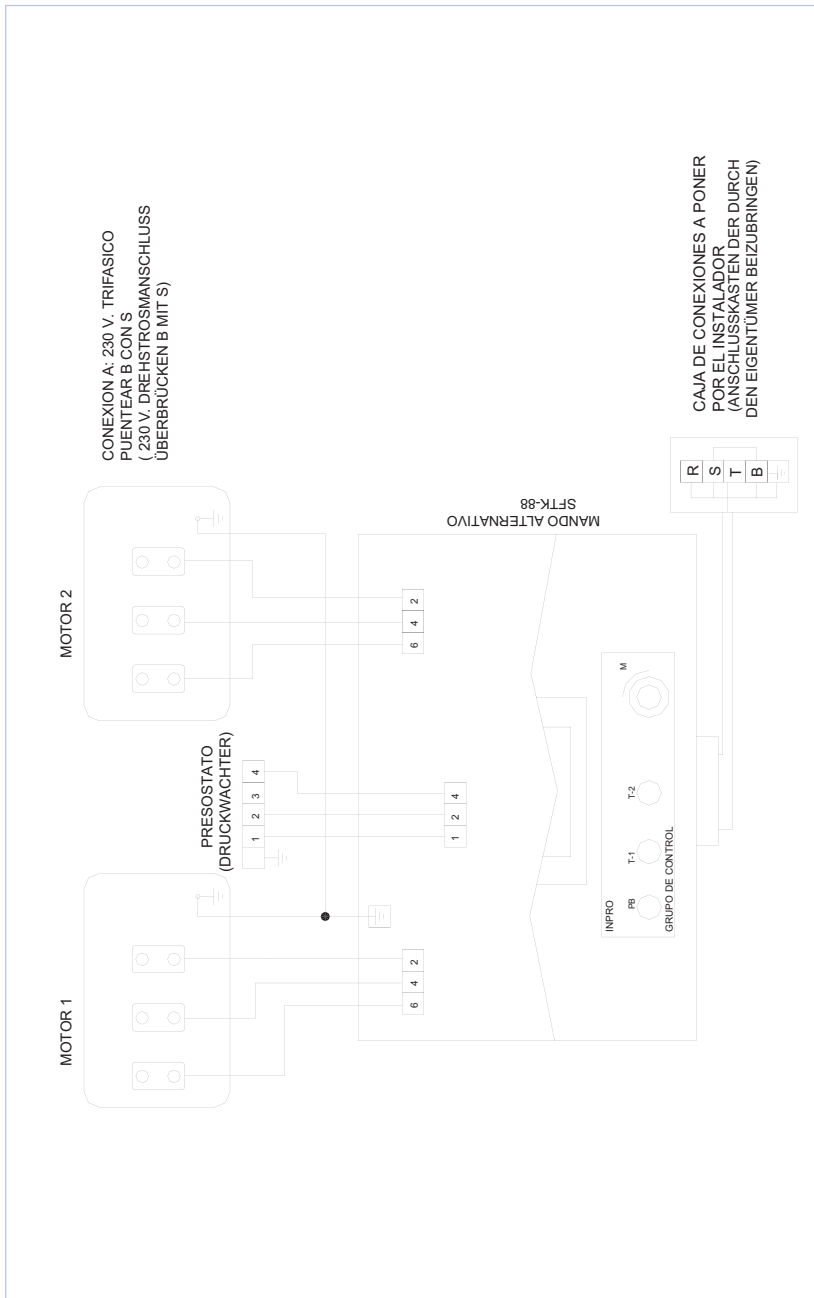 CONEXION A: 230 V. TRIFASICO
PUENTEAR B CON S
( 230 V. DREHSTROSMANSCHLUSS
ÜBERBRÜCKEN B MIT S)
MOTOR 2
MOTOR 1
PRESOSTATO
(DRUCKWACHTER)
1
2
3
4
6
4
2
1
2
4
6
4
2
MANDO ALTERNATIVO
SFTK-88
INPRO
PB
T-1
T-2
M
GRUPO DE CONTROL
CAJA DE CONEXIONES A PONER
POR EL INSTALADOR
(ANSCHLUSSKASTEN DER DURCH
DEN EIGENTÜMER BEIZUBRINGEN)
R
S
T
B